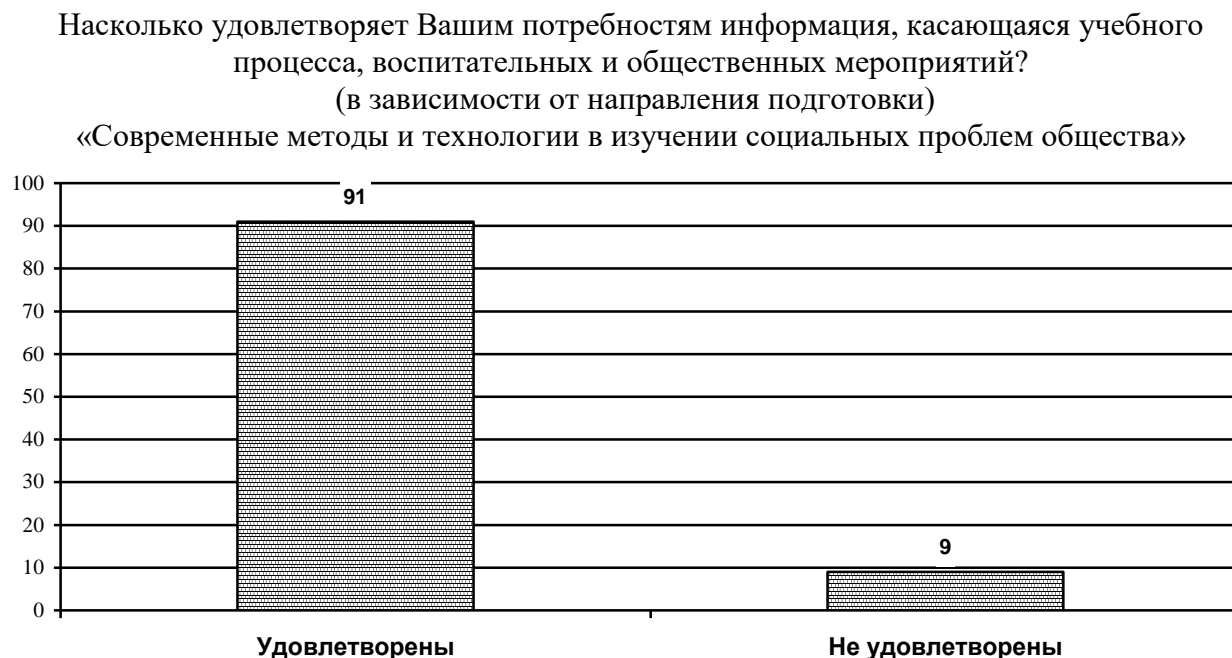 Насколько удовлетворяет Вашим потребностям информация, касающаяся учебного
процесса, воспитательных и общественных мероприятий?
(в зависимости от направления подготовки)
«Современные методы и технологии в изучении социальных проблем общества»
100
91
90
80
70
60
50
40
30
20
9
10
0
Удовлетворены Не удовлетворены